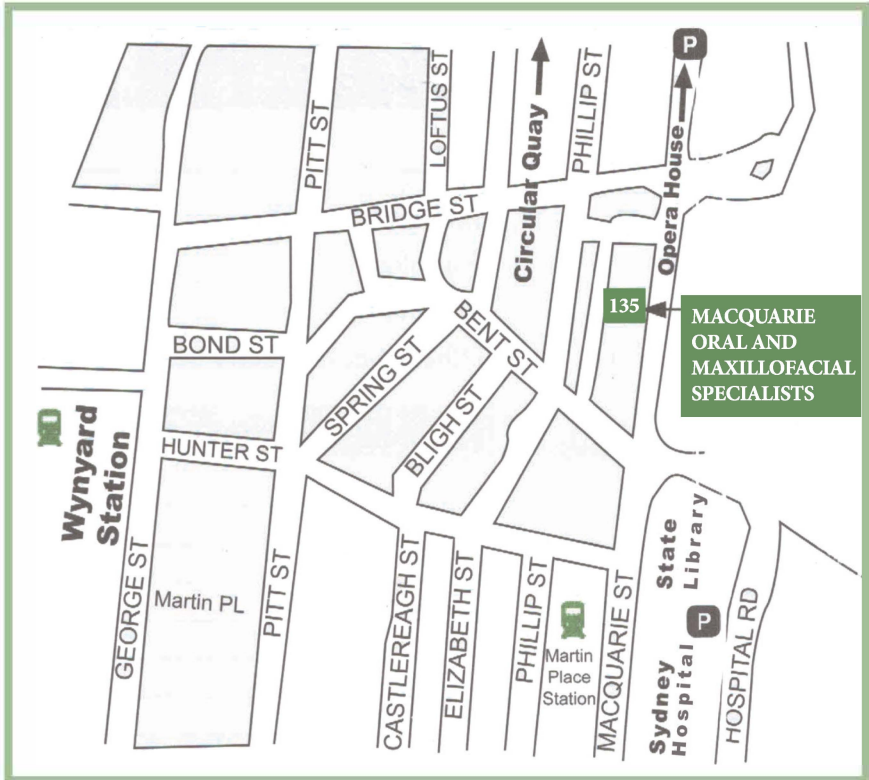 P
LOFTUS ST
PHILLIP ST
PITT ST
Circular Quay
Opera House
BRIDGE ST
135
MACQUARIE
ORAL AND
MAXILLOFACIAL
SPECIALISTS
BENT ST
BOND ST
SPRING ST
BLIGH ST
Wynyard
Station
HUNTER ST
State
Library
GEORGE ST
Martin PL
PITT ST
CASTLEREAGH ST
ELIZABETH ST
PHILLIP ST
Martin
Place
Station
MACQUARIE ST
P
Sydney
Hospital
HOSPITAL RD